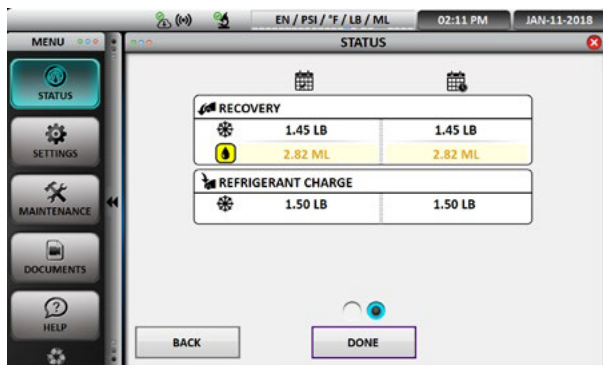 EN / PSI / °F / LB / ML
02:11 PM
JAN-11-2018
MENU
STATUS
STATUS
SETTINGS
MAINTENANCE
DOCUMENTS
HELP
RECOVERY
1.45 LB 1.45 LB
2.82 ML 2.82 ML
REFRIGERANT CHARGE
1.50 LB 1.50 LB
BACK
DONE